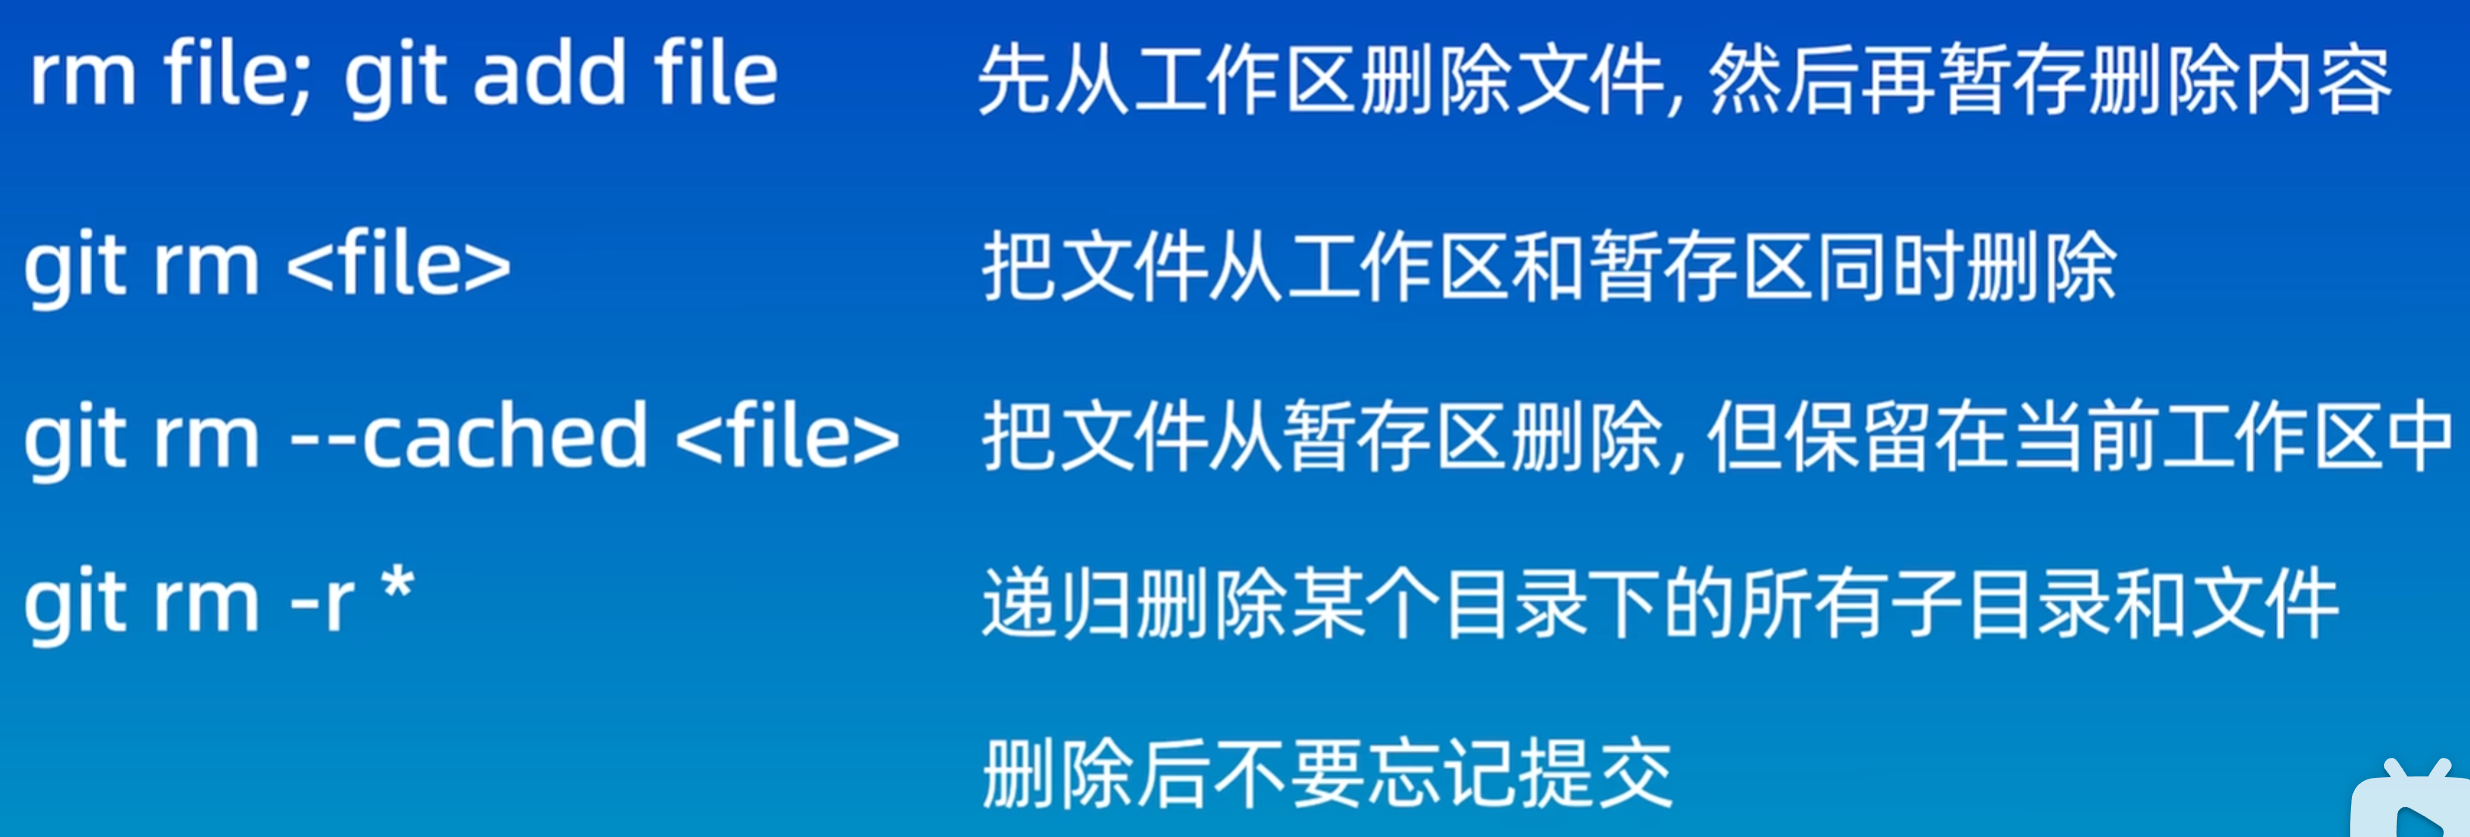 rm file; git add file 先从工作区删除文件, 然后再暂存删除内容
git rm <file> 把文件从工作区和暂存区同时删除
git rm --cached <file> 把文件从暂存区删除, 但保留在当前工作区中
git rm -r * 递归删除某个目录下的所有子目录和文件
删除后不要忘记提交